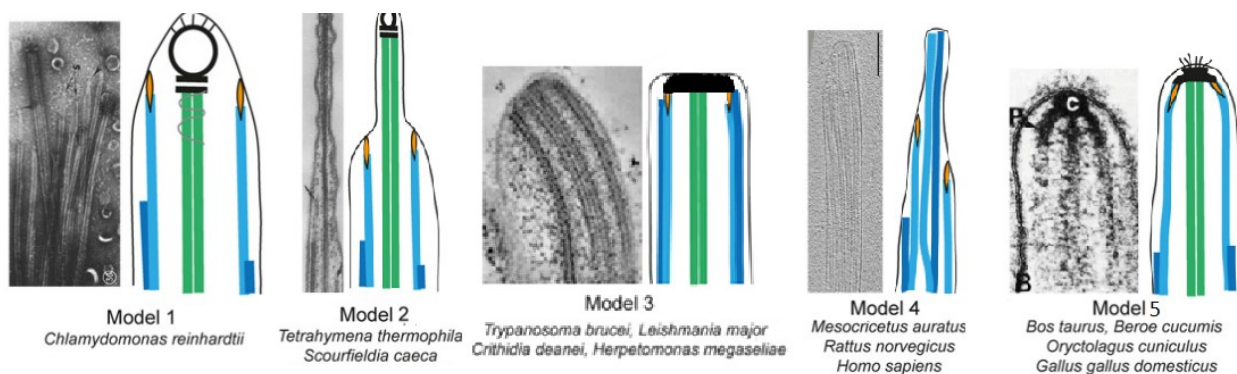 Model 1
Chlamydomonas reinhardtii
Model 2
Tetrahymena thermophila
Scourfieldia caeca
Model 3
Trypanosoma brucei, Leishmania major
Crithidia deanei, Herpetomonas megaseliae
Model 4
Mesocricetus auratus
Rattus norvegicus
Homo sapiens
C
B
Model 5
Bos taurus, Beroe cucumis
Oryctolagus cuniculus
Gallus gallus domesticus